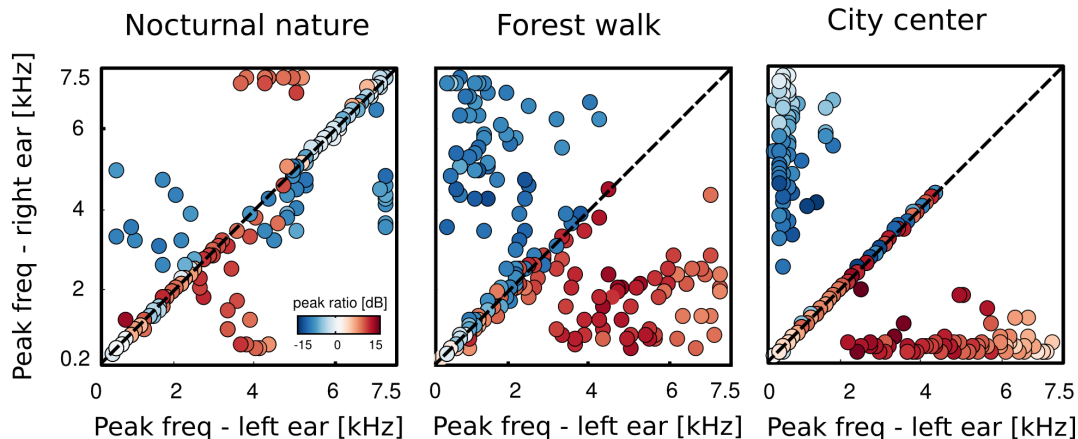 Nocturnal nature
Forest walk
City center
Peak freq - right ear [kHz]
7.5
6
4
2
0.2
peak ratio [dB]
-15 0 15
0 2 4 6 7.5
0 2 4 6 7.5
0 2 4 6 7.5
Peak freq - left ear [kHz]
Peak freq - left ear [kHz]
Peak freq - left ear [kHz]